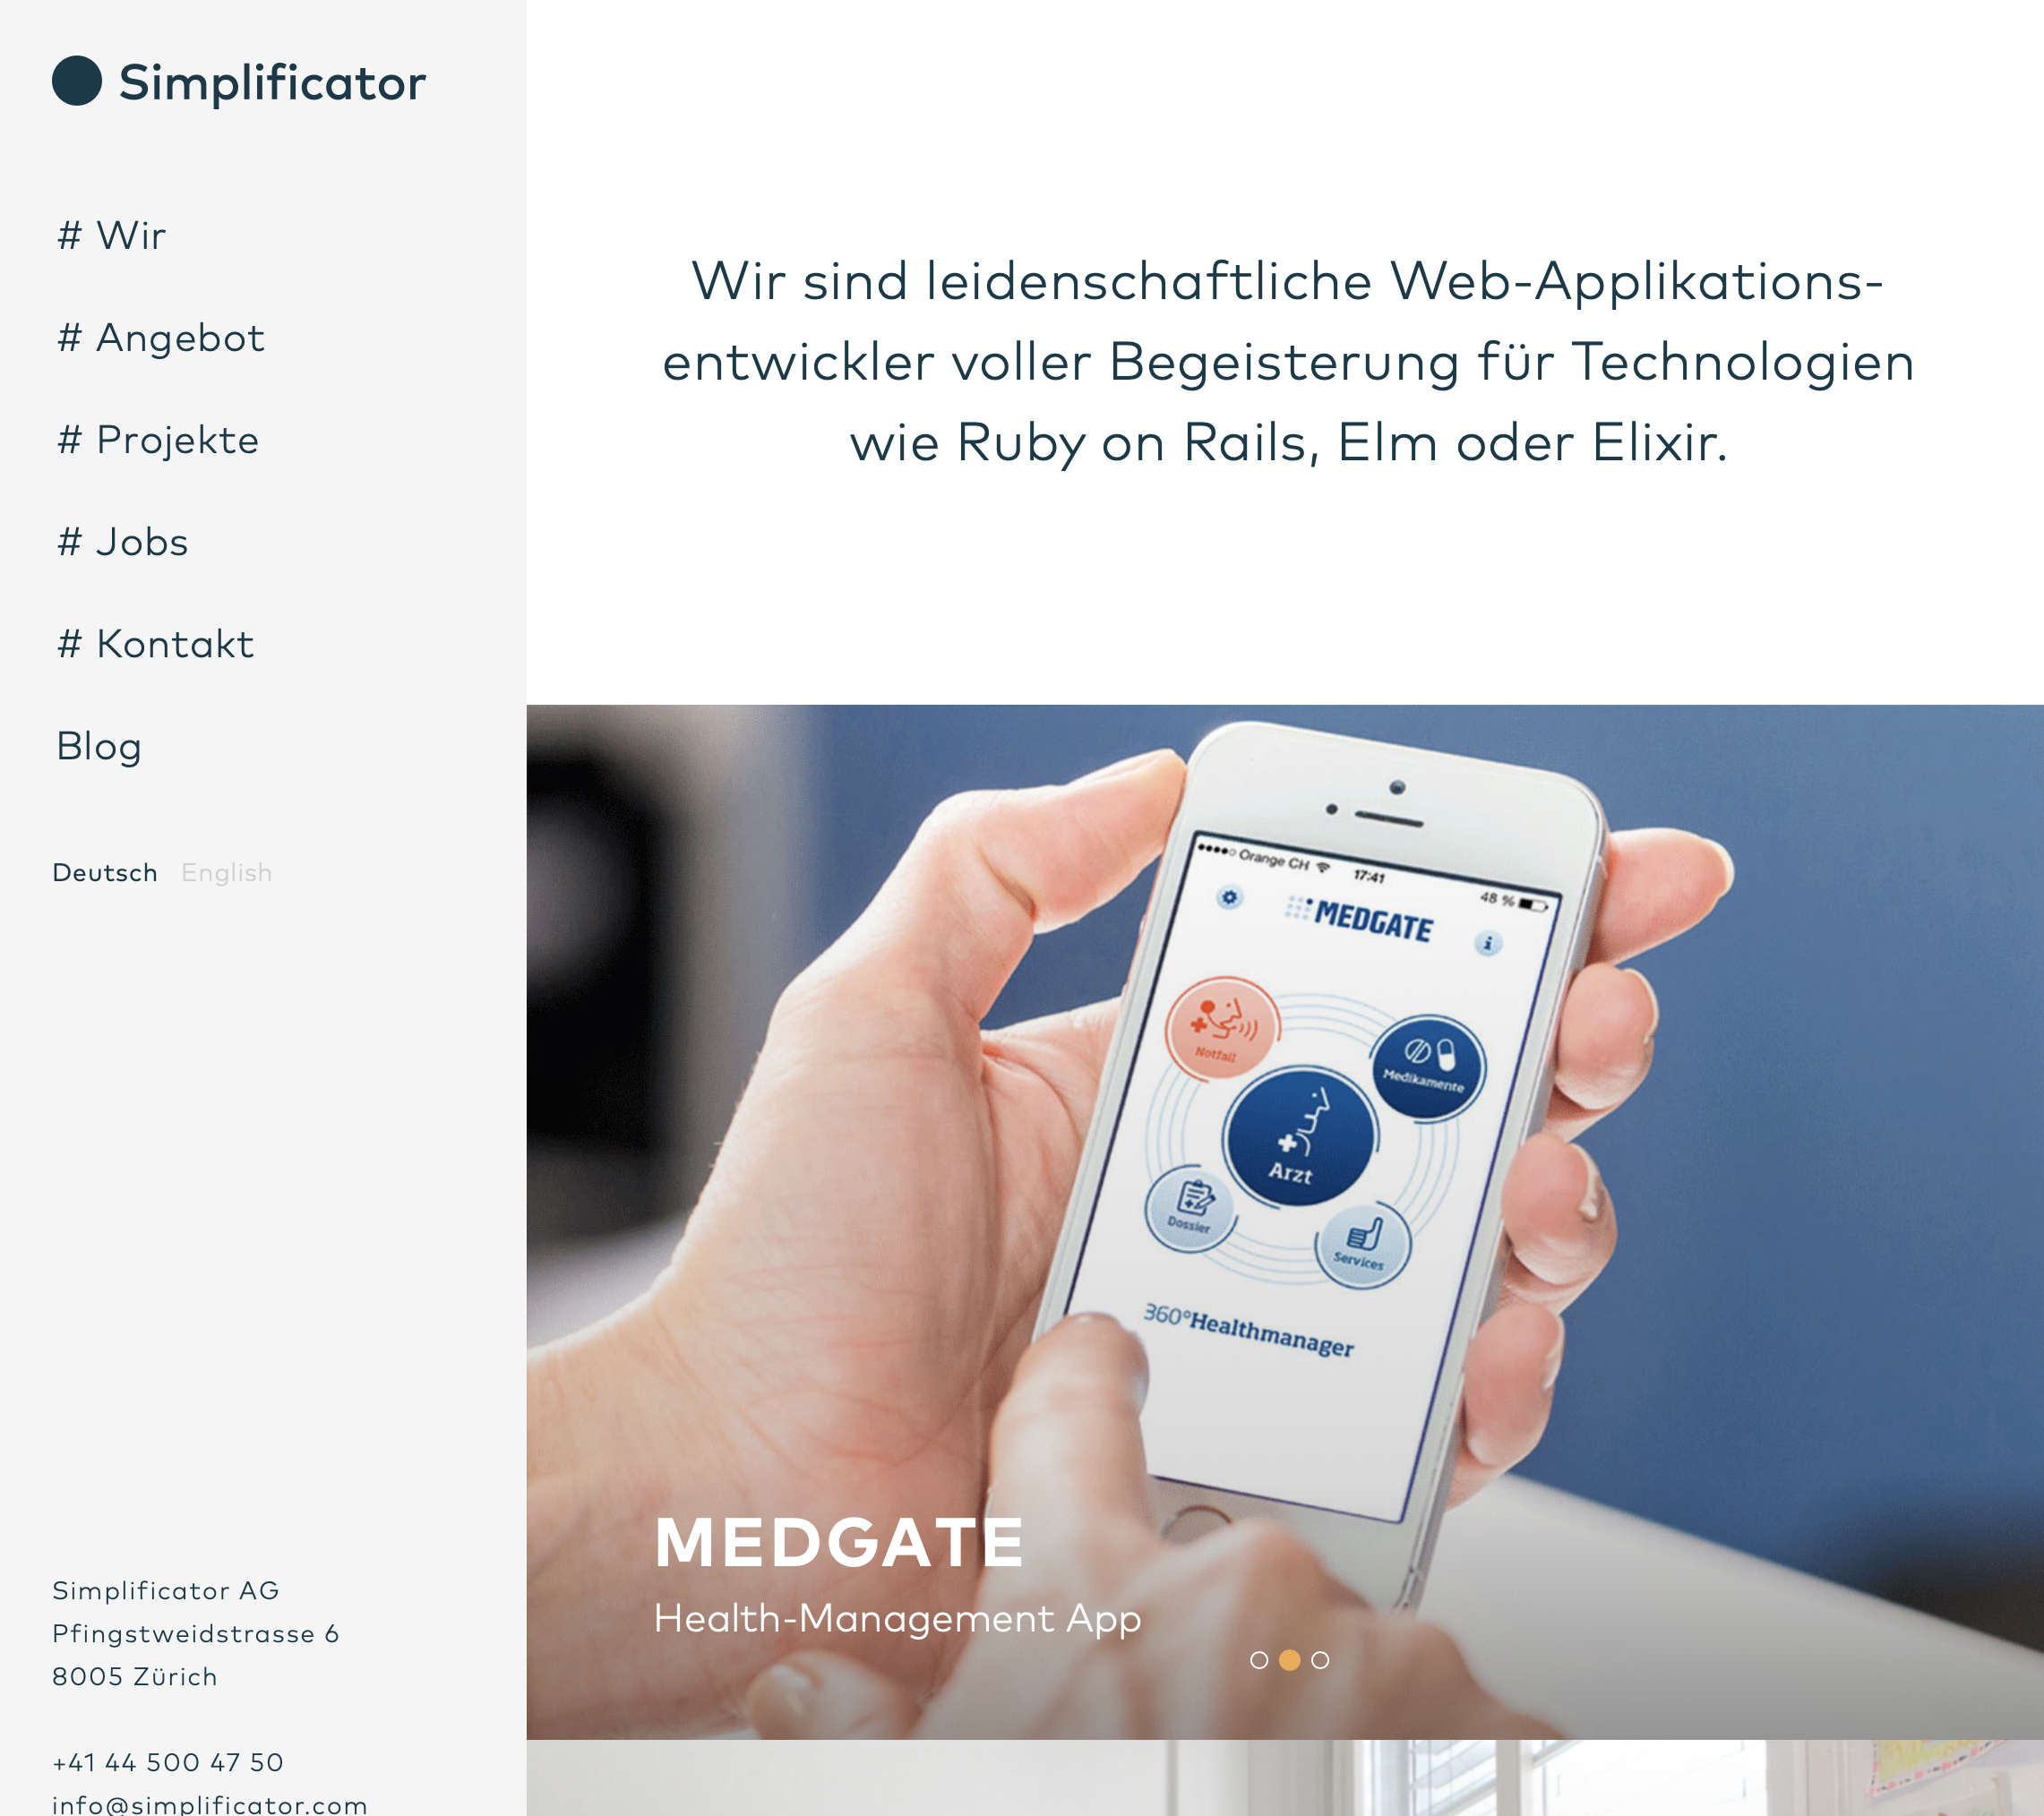 Simplificator
# Wir
# Angebot
# Projekte
# Jobs
# Kontakt
Blog
Deutsch English
Simplificator AG
Pfingstweidstrasse 6
8005 Zürich
+41 44 500 47 50
info@simplificator.com
Wir sind leidenschaftliche Web-Applikations-
entwickler voller Begeisterung für Technologien
wie Ruby on Rails, Elm oder Elixir.
Orange CH 17:41 48 %
MEDGATE
i
Notfall
Medikamente
Arzt
Dossier
Services
360°Healthmanager
MEDGATE
Health-Management App